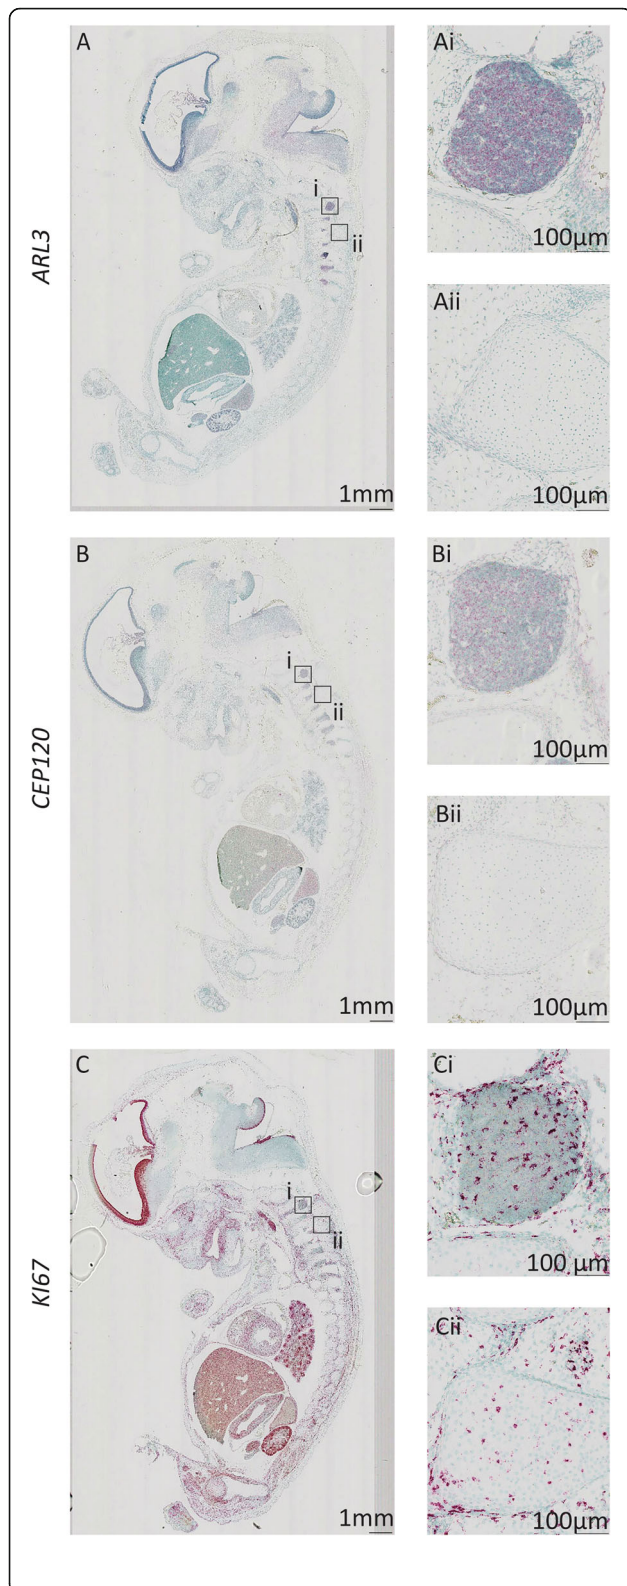 A
Ai
i
ii
100μm
ARL3
Aii
1mm
100μm
B
Bi
i
ii
100μm
CEP120
Bii
1mm
100μm
C
Ci
i
ii
100 μm
KI67
Cii
1mm
100μm